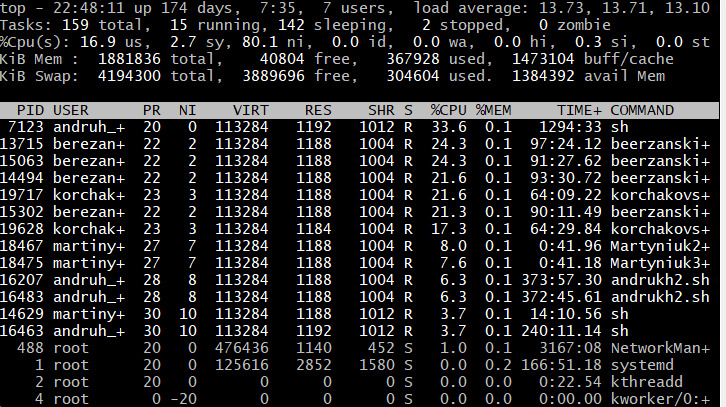 top - 22:48:11 up 174 days,  7:35,  7 users,  load average: 13.73, 13.71, 13.10
Tasks: 159 total,  15 running, 142 sleeping,   2 stopped,   0 zombie
%Cpu(s): 16.9 us,  2.7 sy, 80.1 ni,  0.0 id,  0.0 wa,  0.0 hi,  0.3 si,  0.0 st
KiB Mem :  1881836 total,    40804 free,   367928 used,  1473104 buff/cache
KiB Swap:  4194300 total,  3889696 free,   304604 used.  1384392 avail Mem
PID USER      PR  NI    VIRT    RES    SHR S  %CPU %MEM     TIME+ COMMAND
7123 andruh_+  20   0  113284   1192   1012 R  33.6  0.1   1294:33 sh
13715 berezan+  22   2  113284   1188   1004 R  24.3  0.1  97:24.12 beerzanski+
15063 berezan+  22   2  113284   1188   1004 R  24.3  0.1  91:27.62 beerzanski+
14494 berezan+  22   2  113284   1188   1004 R  21.6  0.1  93:30.72 beerzanski+
19717 korchak+  23   3  113284   1188   1004 R  21.6  0.1  64:09.22 korchakovs+
15302 berezan+  22   2  113284   1188   1004 R  21.3  0.1  90:11.49 beerzanski+
19628 korchak+  23   3  113284   1184   1004 R  17.3  0.1  64:29.84 korchakovs+
18467 martiny+  27   7  113284   1188   1004 R   8.0  0.1   0:41.96 Martyniuk2+
18475 martiny+  27   7  113284   1188   1004 R   7.6  0.1   0:41.18 Martyniuk3+
16207 andruh_+  28   8  113284   1188   1004 R   6.3  0.1 373:57.30 andrukh2.sh
16483 andruh_+  28   8  113284   1188   1004 R   6.3  0.1 372:45.61 andrukh2.sh
14629 martiny+  30  10  113284   1188   1004 R   3.7  0.1  14:10.56 sh
16463 andruh_+  30  10  113284   1192   1012 R   3.7  0.1 240:11.14 sh
488 root      20   0  476436   1140    452 S   1.0  0.1   3167:08 NetworkMan+
1 root      20   0  125616   2852   1580 S   0.0  0.2 166:51.18 systemd
2 root      20   0       0      0      0 S   0.0  0.0   0:22.54 kthreadd
4 root       0 -20       0      0      0 S   0.0  0.0   0:00.00 kworker/0:+